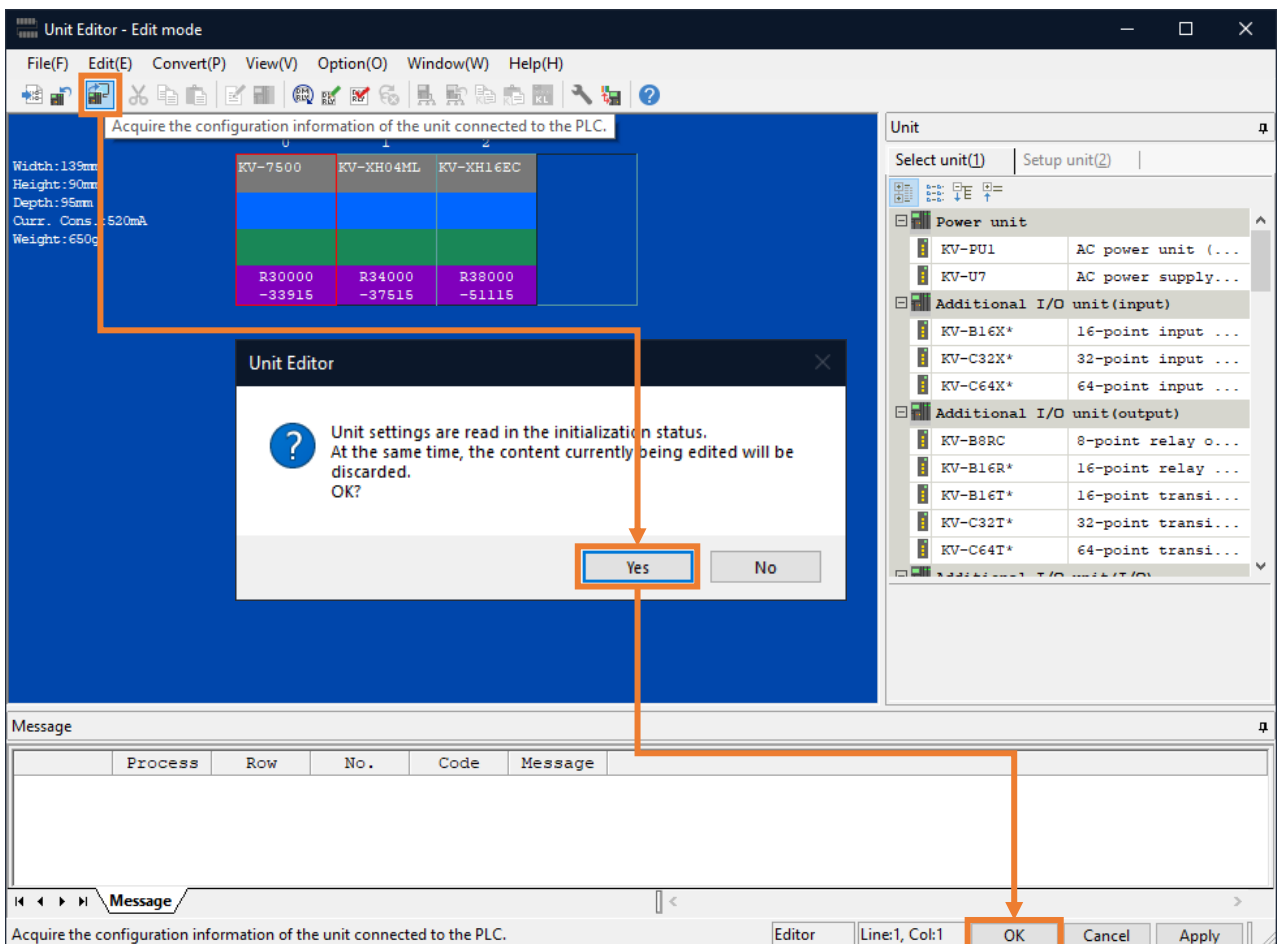 Unit Editor - Edit mode
File(F) Edit(E) Convert(P) View(V) Option(O) Window(W) Help(H)
Acquire the configuration information of the unit connected to the PLC.
0 1 2
Width:139mm
Height:90mm
Depth:95mm
Curr. Cons.:520mA
Weight:650g
KV-7500 KV-XH04ML KV-XH16EC
R30000 R34000 R38000
-33915 -37515 -51115
Unit Editor
Unit settings are read in the initialization status.
At the same time, the content currently being edited will be
discarded.
OK?
Yes No
Unit
Select unit(1) Setup unit(2)
Power unit
KV-PU1 AC power unit (...
KV-U7 AC power supply...
Additional I/O unit(input)
KV-B16X* 16-point input ...
KV-C32X* 32-point input ...
KV-C64X* 64-point input ...
Additional I/O unit(output)
KV-B8RC 8-point relay o...
KV-B16R* 16-point relay ...
KV-B16T* 16-point transi...
KV-C32T* 32-point transi...
KV-C64T* 64-point transi...
Additional I/O unit(I/O)
Message
Process Row No. Code Message
Message
Acquire the configuration information of the unit connected to the PLC.
Editor Line:1, Col:1 OK Cancel Apply